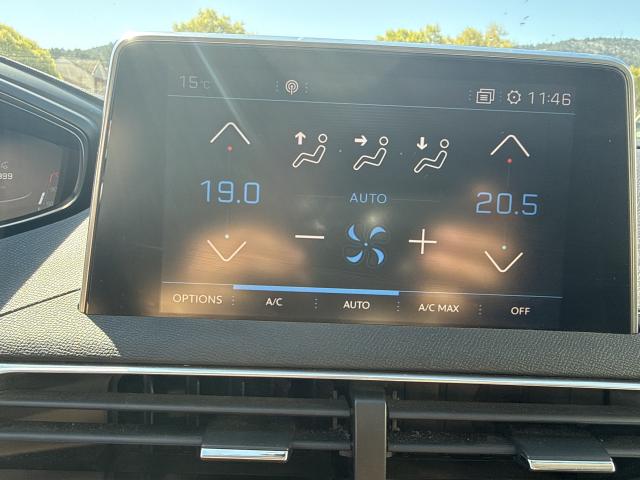 15°C 11:46
19.0 AUTO 20.5
OPTIONS A/C AUTO A/C MAX OFF